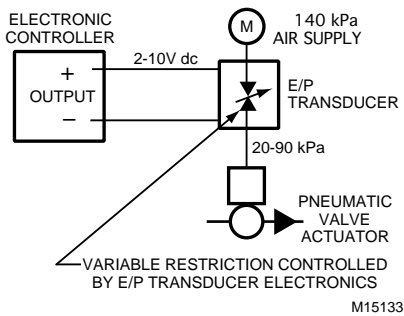 ELECTRONIC
CONTROLLER
+
OUTPUT
–
2-10V dc
M
140 kPa
AIR SUPPLY
E/P
TRANSDUCER
20-90 kPa
PNEUMATIC
VALVE
ACTUATOR
VARIABLE RESTRICTION CONTROLLED
BY E/P TRANSDUCER ELECTRONICS
M15133